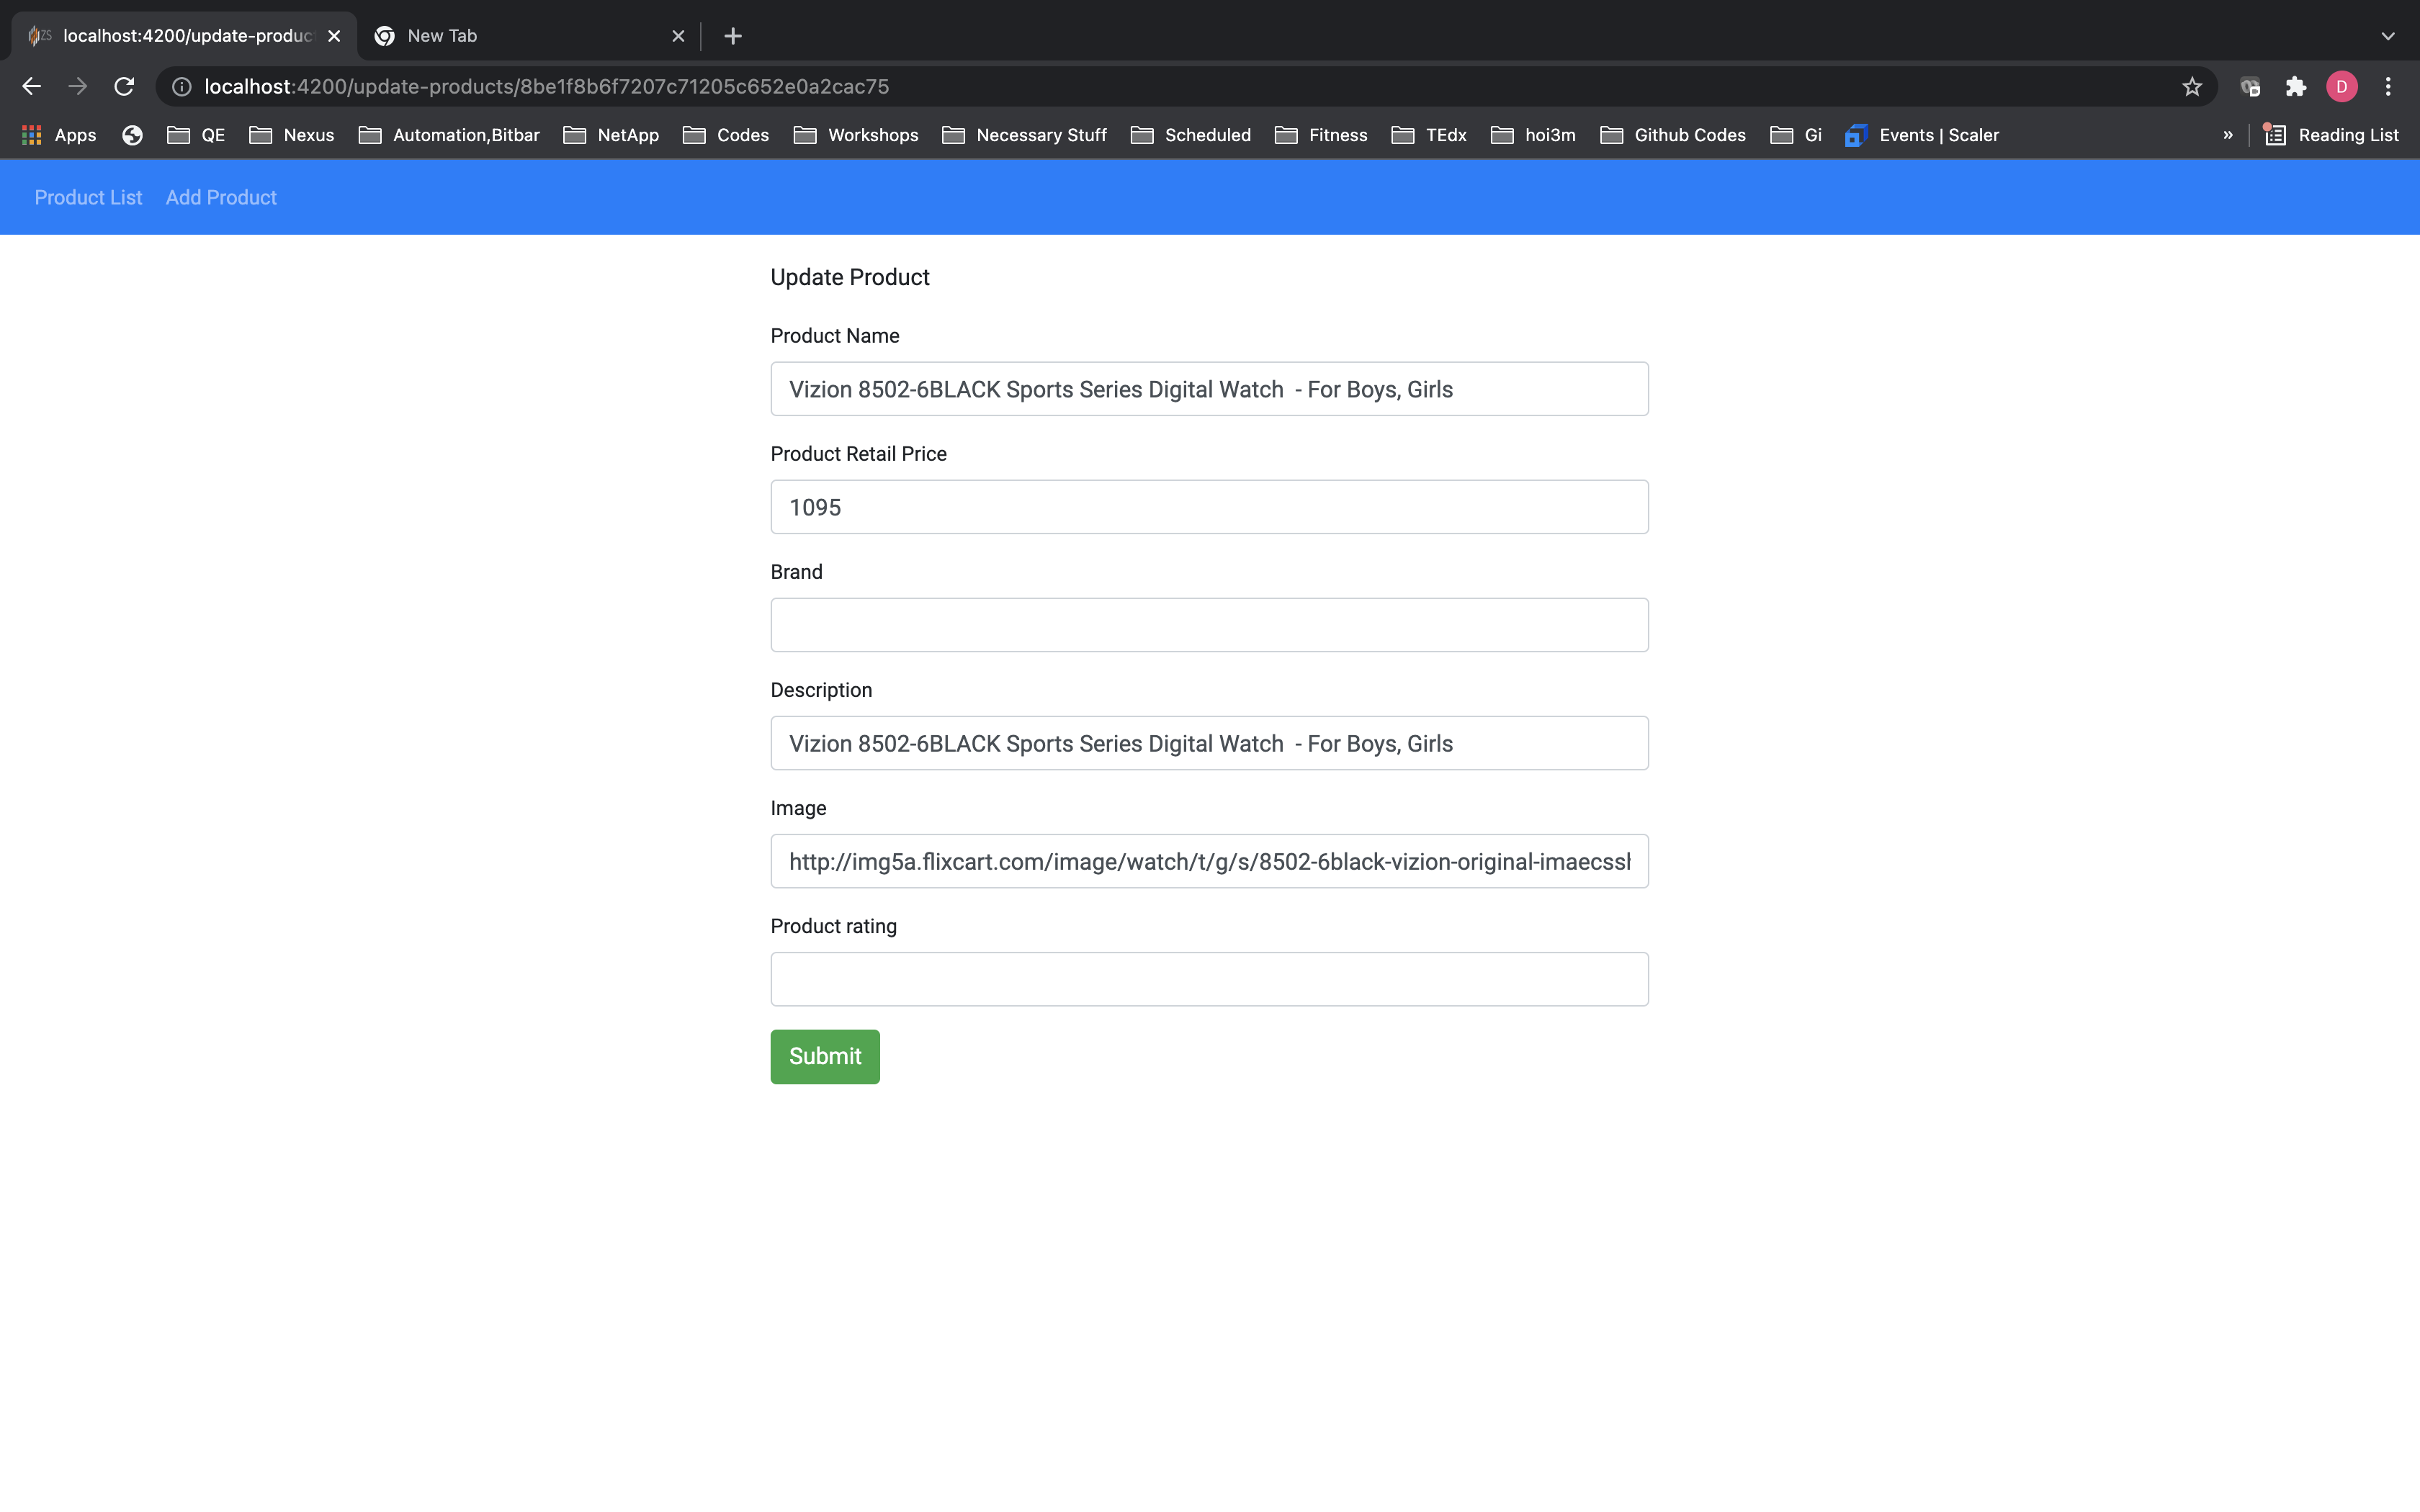 ZS localhost:4200/update-produc New Tab
localhost:4200/update-products/8be1f8b6f7207c71205c652e0a2cac75 D
Apps QE Nexus Automation,Bitbar NetApp Codes Workshops Necessary Stuff Scheduled Fitness TEdx hoi3m Github Codes Gi Events | Scaler » Reading List
Product List Add Product
Update Product
Product Name
Vizion 8502-6BLACK Sports Series Digital Watch  - For Boys, Girls
Product Retail Price
1095
Brand
Description
Vizion 8502-6BLACK Sports Series Digital Watch  - For Boys, Girls
Image
http://img5a.flixcart.com/image/watch/t/g/s/8502-6black-vizion-original-imaecssl
Product rating
Submit